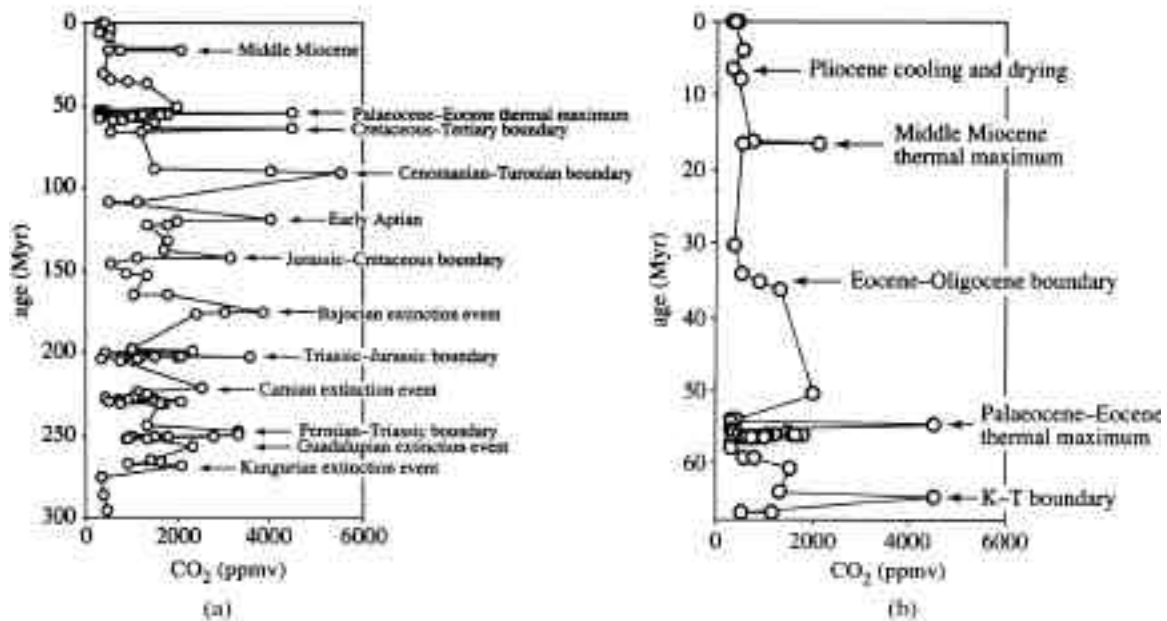 0
50
100
150
200
250
300
age (Myr)
Middle Miocene
Palaeocene–Eocene thermal maximum
Cretaceous–Tertiary boundary
Cenomanian–Turonian boundary
Early Aptian
Jurassic–Cretaceous boundary
Bajocian extinction event
Triassic–Jurassic boundary
Carnian extinction event
Permian–Triassic boundary
Guadalupian extinction event
Kungurian extinction event
0 2000 4000 6000
CO2 (ppmv)
(a)
0
10
20
30
40
50
60
age (Myr)
Pliocene cooling and drying
Middle Miocene
thermal maximum
Eocene–Oligocene boundary
Palaeocene–Eocene
thermal maximum
K–T boundary
0 2000 4000 6000
CO2 (ppmv)
(b)